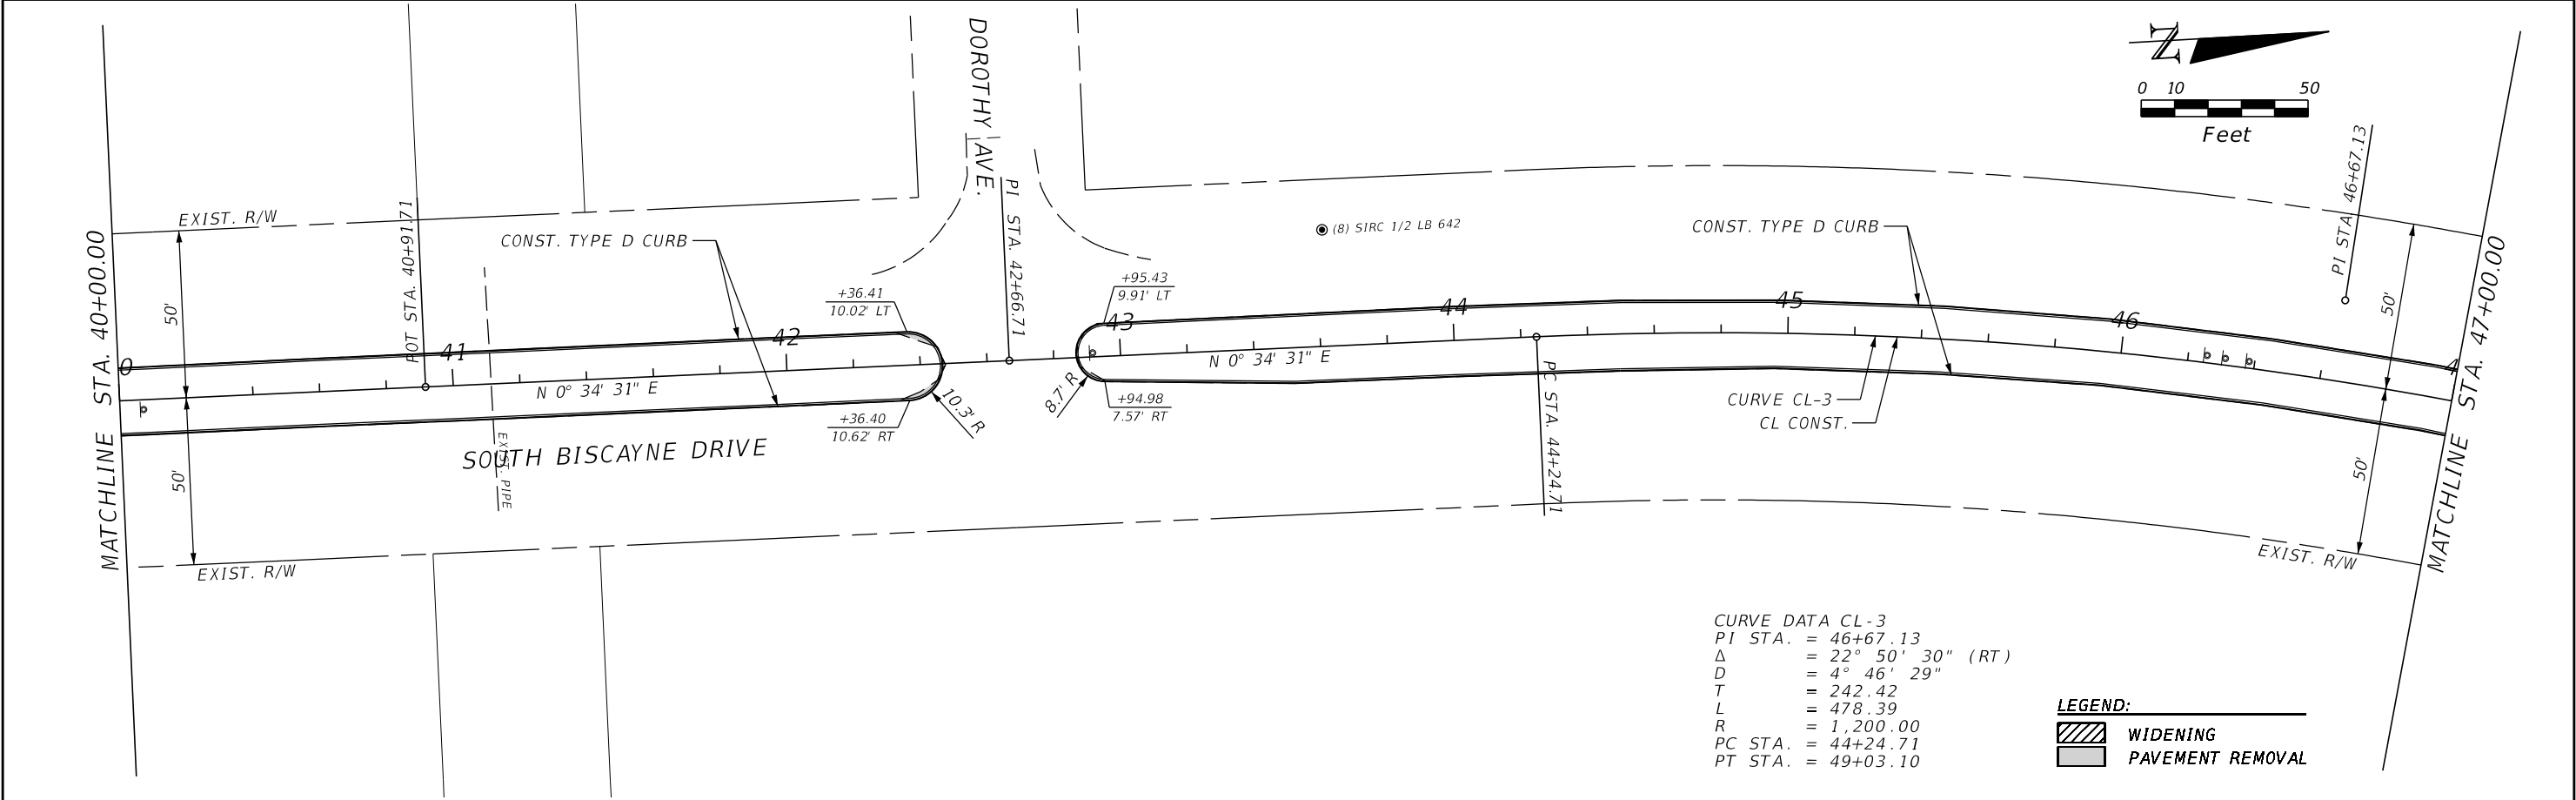 DOROTHY AVE.
Z
0 10 50
Feet
EXIST. R/W
CONST. TYPE D CURB
POT STA. 40+91.71
PI STA. 42+66.71
(8) SIRC 1/2 LB 642
CONST. TYPE D CURB
PI STA. 46+67.13
50'
50'
MATCHLINE STA. 40+00.00
+36.41
10.02' LT
+95.43
9.91' LT
0
41
42
43
44
45
46
4
N 0° 34' 31" E
N 0° 34' 31" E
+36.40
10.62' RT
10.3' R
8.7' R
+94.98
7.57' RT
PC STA. 44+24.71
CURVE CL-3
CL CONST.
MATCHLINE STA. 47+00.00
SOUTH BISCAYNE DRIVE
EXIST. PIPE
50'
50'
EXIST. R/W
EXIST. R/W
CURVE DATA CL-3
PI STA. = 46+67.13
Δ = 22° 50' 30" (RT)
D = 4° 46' 29"
T = 242.42
L = 478.39
R = 1,200.00
PC STA. = 44+24.71
PT STA. = 49+03.10
LEGEND:
WIDENING
PAVEMENT REMOVAL